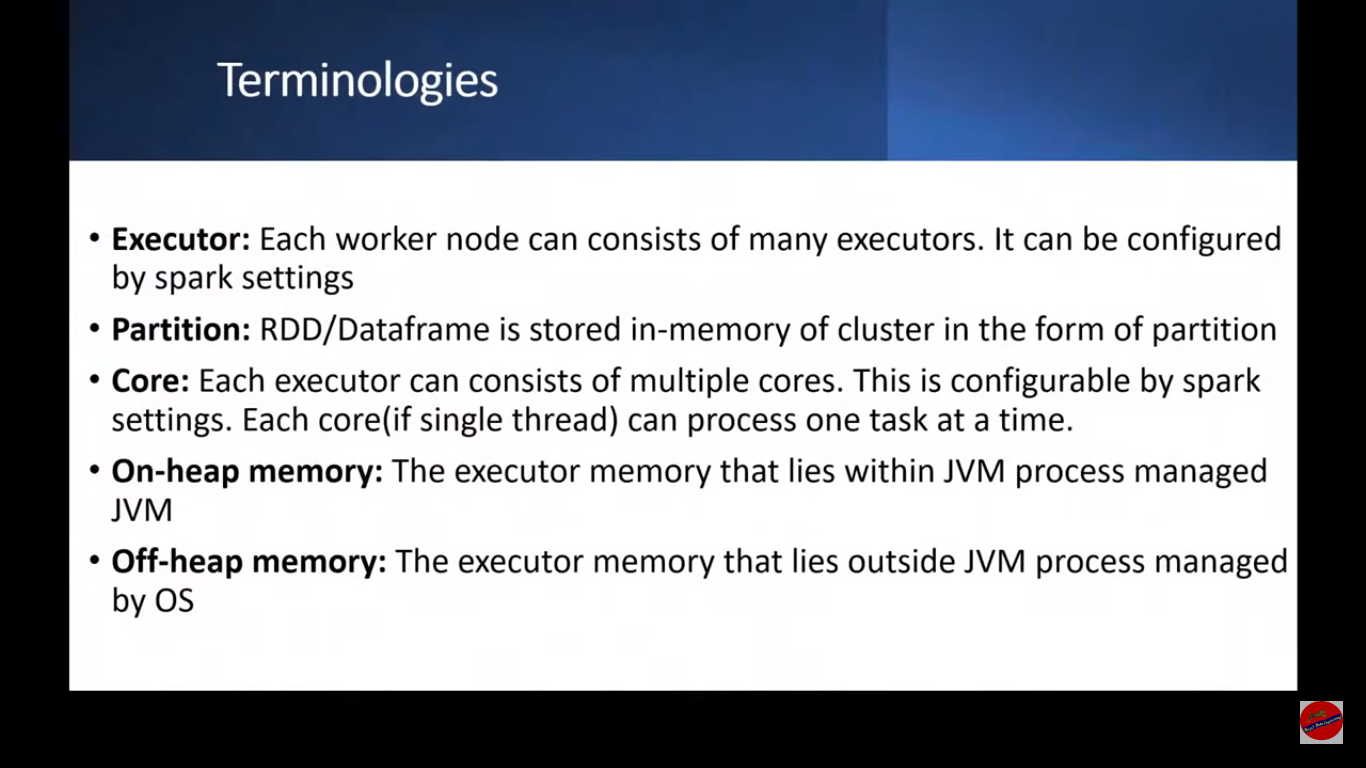 Terminologies
• Executor: Each worker node can consists of many executors. It can be configured
by spark settings
• Partition: RDD/Dataframe is stored in-memory of cluster in the form of partition
• Core: Each executor can consists of multiple cores. This is configurable by spark
settings. Each core(if single thread) can process one task at a time.
• On-heap memory: The executor memory that lies within JVM process managed
JVM
• Off-heap memory: The executor memory that lies outside JVM process managed
by OS